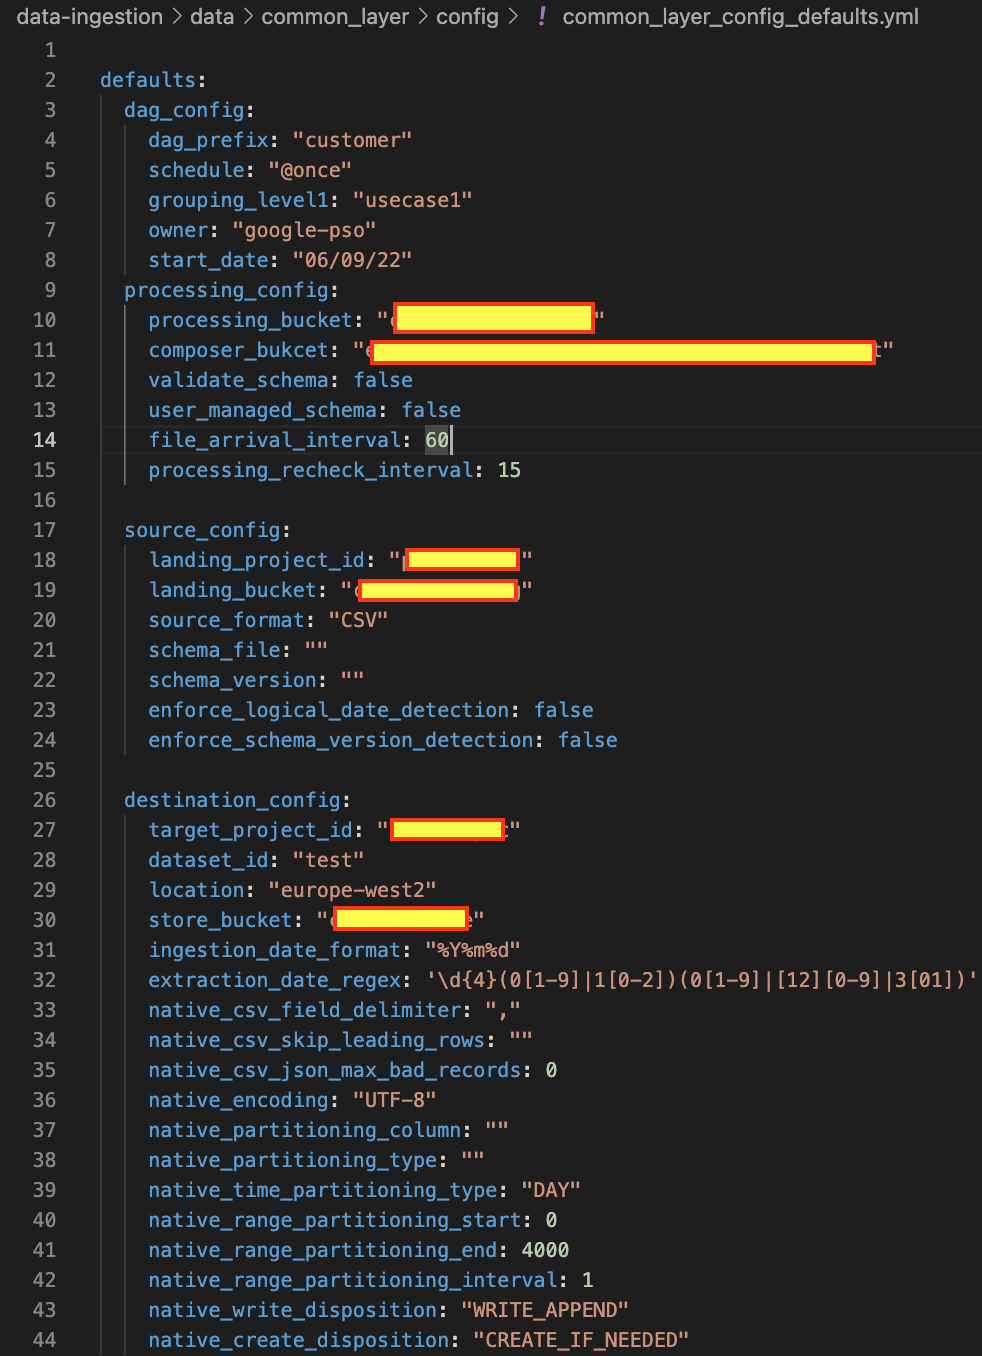 data-ingestion > data > common_layer > config > ! common_layer_config_defaults.yml
1
2 defaults:
3 dag_config:
4 dag_prefix: "customer"
5 schedule: "@once"
6 grouping_level1: "usecase1"
7 owner: "google-pso"
8 start_date: "06/09/22"
9 processing_config:
10 processing_bucket: " "
11 composer_bukcet: " "
12 validate_schema: false
13 user_managed_schema: false
14 file_arrival_interval: 60
15 processing_recheck_interval: 15
16
17 source_config:
18 landing_project_id: " "
19 landing_bucket: " "
20 source_format: "CSV"
21 schema_file: ""
22 schema_version: ""
23 enforce_logical_date_detection: false
24 enforce_schema_version_detection: false
25
26 destination_config:
27 target_project_id: " "
28 dataset_id: "test"
29 location: "europe-west2"
30 store_bucket: " "
31 ingestion_date_format: "%Y%m%d"
32 extraction_date_regex: '\d{4}(0[1-9]|1[0-2])(0[1-9]|[12][0-9]|3[01])'
33 native_csv_field_delimiter: ","
34 native_csv_skip_leading_rows: ""
35 native_csv_json_max_bad_records: 0
36 native_encoding: "UTF-8"
37 native_partitioning_column: ""
38 native_partitioning_type: ""
39 native_time_partitioning_type: "DAY"
40 native_range_partitioning_start: 0
41 native_range_partitioning_end: 4000
42 native_range_partitioning_interval: 1
43 native_write_disposition: "WRITE_APPEND"
44 native_create_disposition: "CREATE_IF_NEEDED"